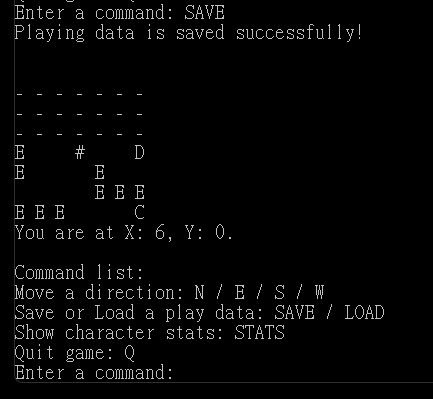 Enter a command: SAVE
Playing data is saved successfully!
- - - - - - -
- - - - - - -
- - - - - - -
E     #     D
E       E
        E E E
E E E       C
You are at X: 6, Y: 0.
Command list:
Move a direction: N / E / S / W
Save or Load a play data: SAVE / LOAD
Show character stats: STATS
Quit game: Q
Enter a command: